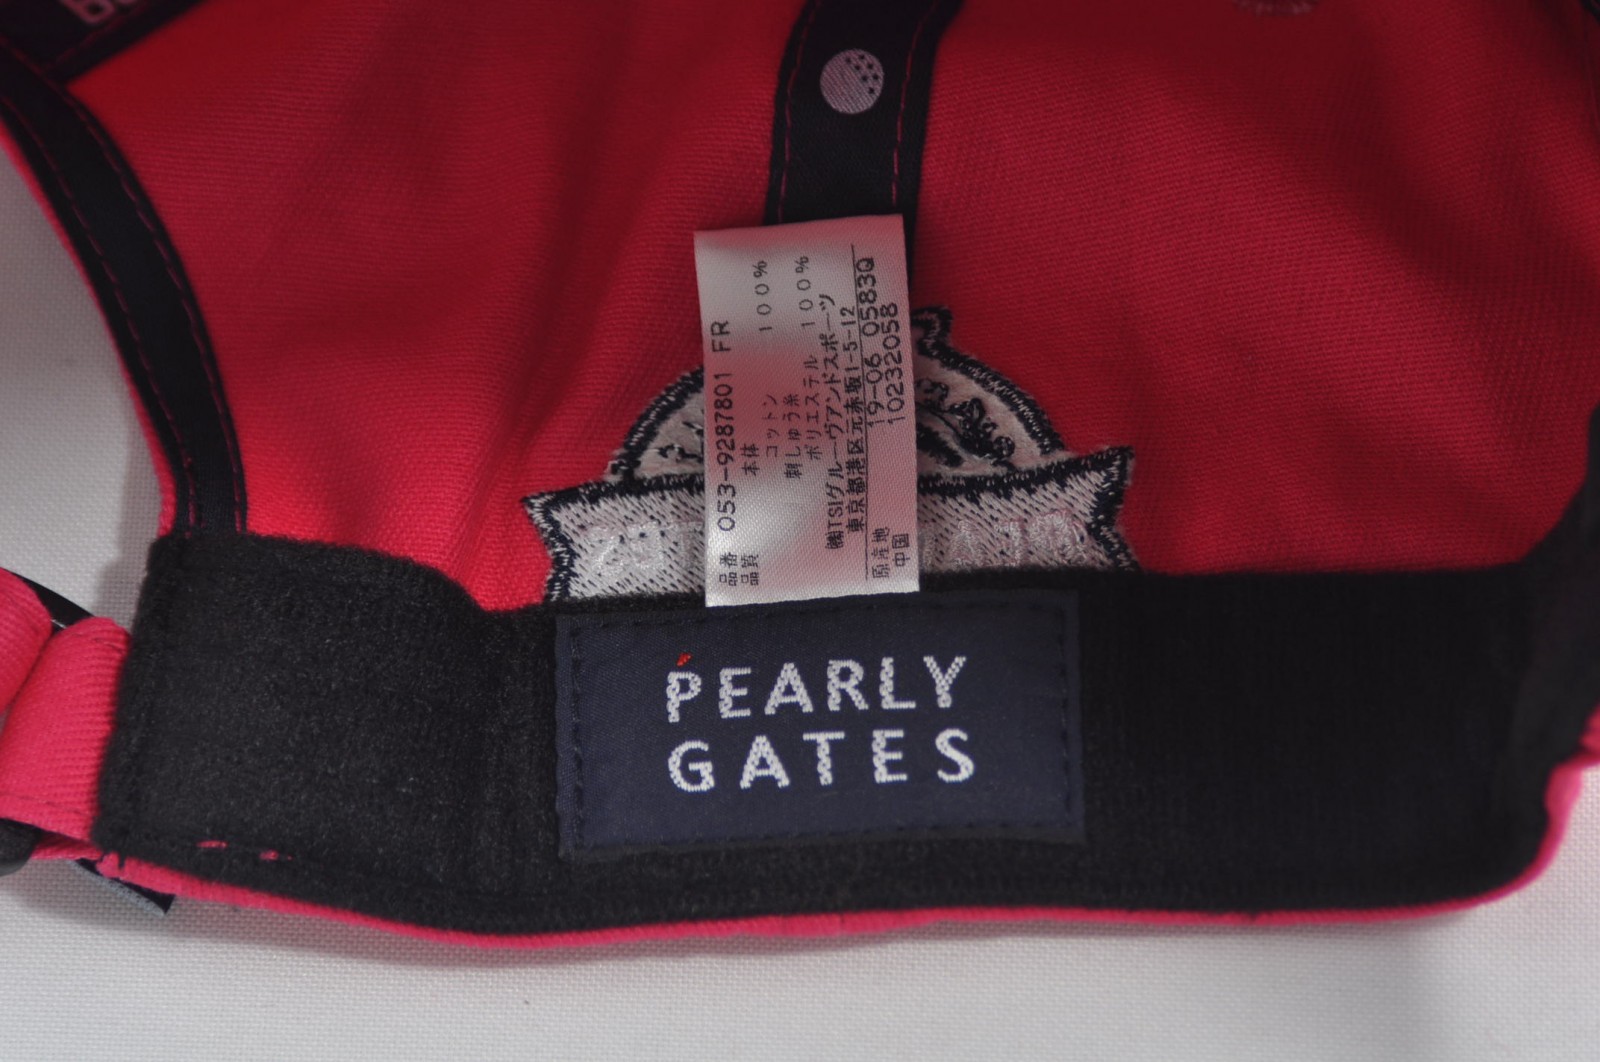 品番 053-9287801 FR
品質 本体
コットン 100%
刺しゅう糸
ポリエステル 100%
㈱TSIグルーヴアンドスポーツ
東京都港区元赤坂1-5-12
原産地 19-06 0583Q
中国 10232058
PEARLY
GATES